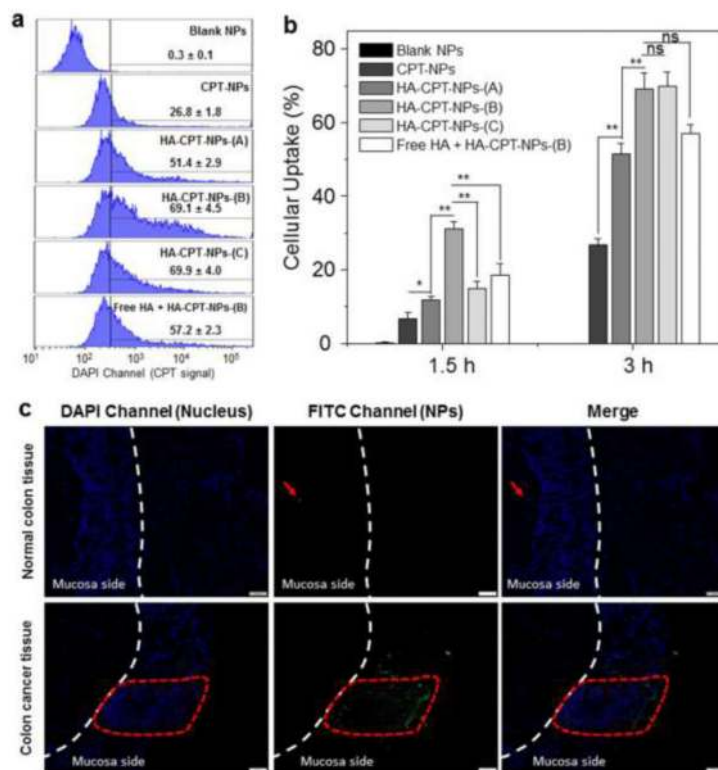 a
Blank NPs
0.3 ± 0.1
CPT-NPs
26.8 ± 1.8
HA-CPT-NPs-(A)
51.4 ± 2.9
HA-CPT-NPs-(B)
69.1 ± 4.5
HA-CPT-NPs-(C)
69.9 ± 4.0
Free HA + HA-CPT-NPs-(B)
57.2 ± 2.3
10¹ 10² 10³ 10⁴ 10⁵
DAPI Channel (CPT signal)
b
Cellular Uptake (%)
80
60
40
20
0
Blank NPs
CPT-NPs
HA-CPT-NPs-(A)
HA-CPT-NPs-(B)
HA-CPT-NPs-(C)
Free HA + HA-CPT-NPs-(B)
* ** ** **
** ** ns ns
1.5 h 3 h
c
DAPI Channel (Nucleus) FITC Channel (NPs) Merge
Normal colon tissue
Mucosa side Mucosa side Mucosa side
Colon cancer tissue
Mucosa side Mucosa side Mucosa side